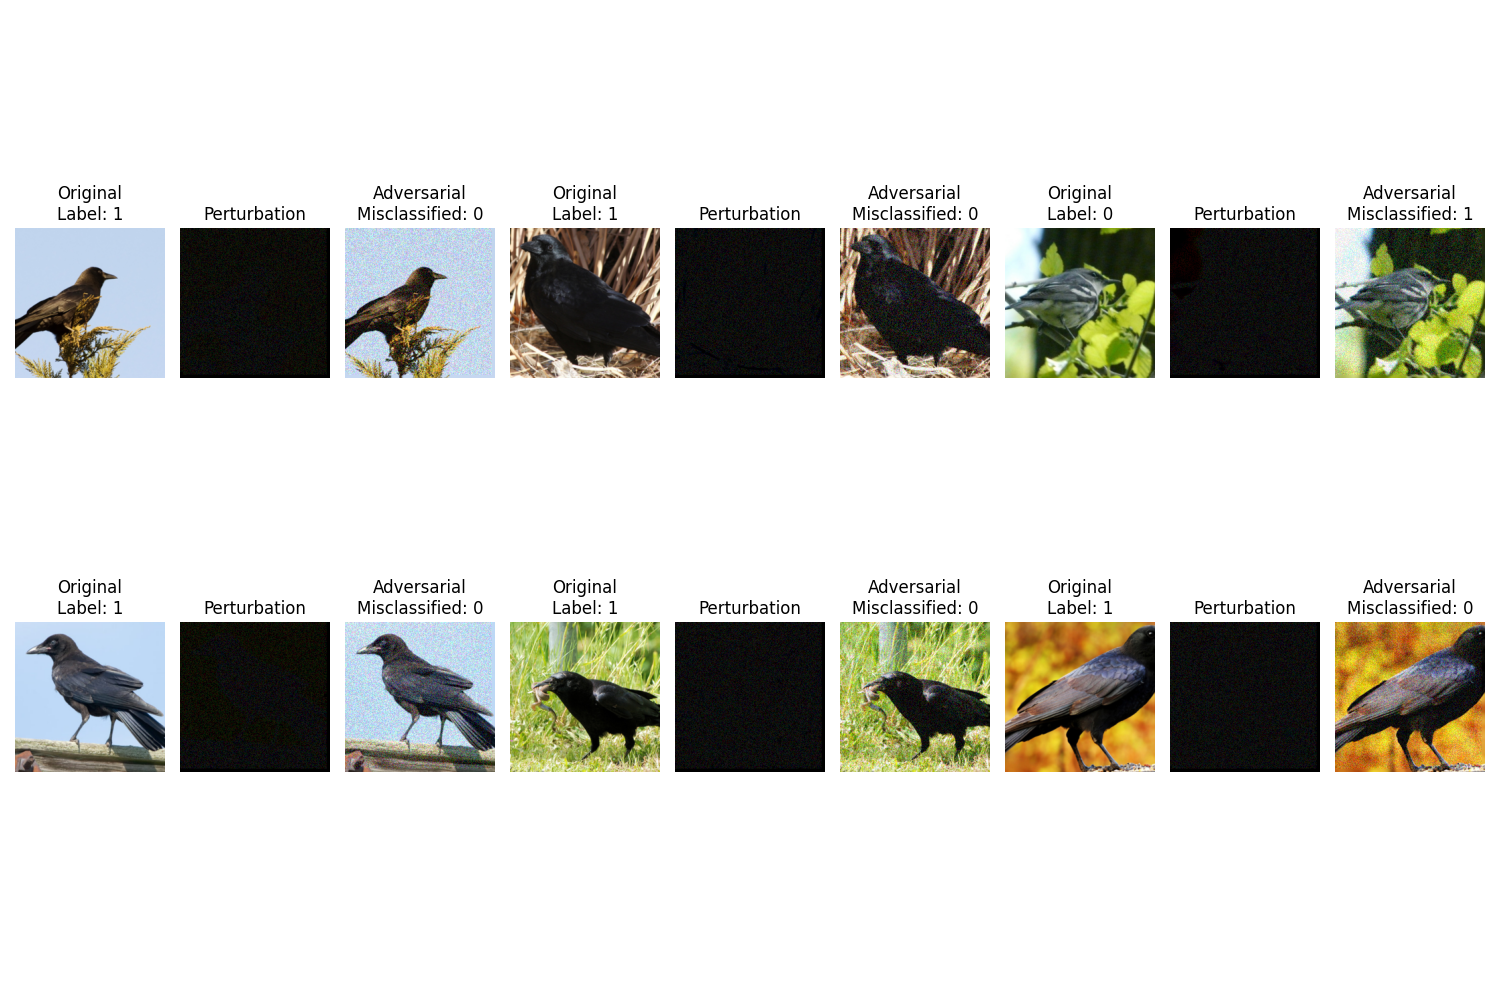 Original
Label: 1
Perturbation
Adversarial
Misclassified: 0
Original
Label: 1
Perturbation
Adversarial
Misclassified: 0
Original
Label: 0
Perturbation
Adversarial
Misclassified: 1
Original
Label: 1
Perturbation
Adversarial
Misclassified: 0
Original
Label: 1
Perturbation
Adversarial
Misclassified: 0
Original
Label: 1
Perturbation
Adversarial
Misclassified: 0